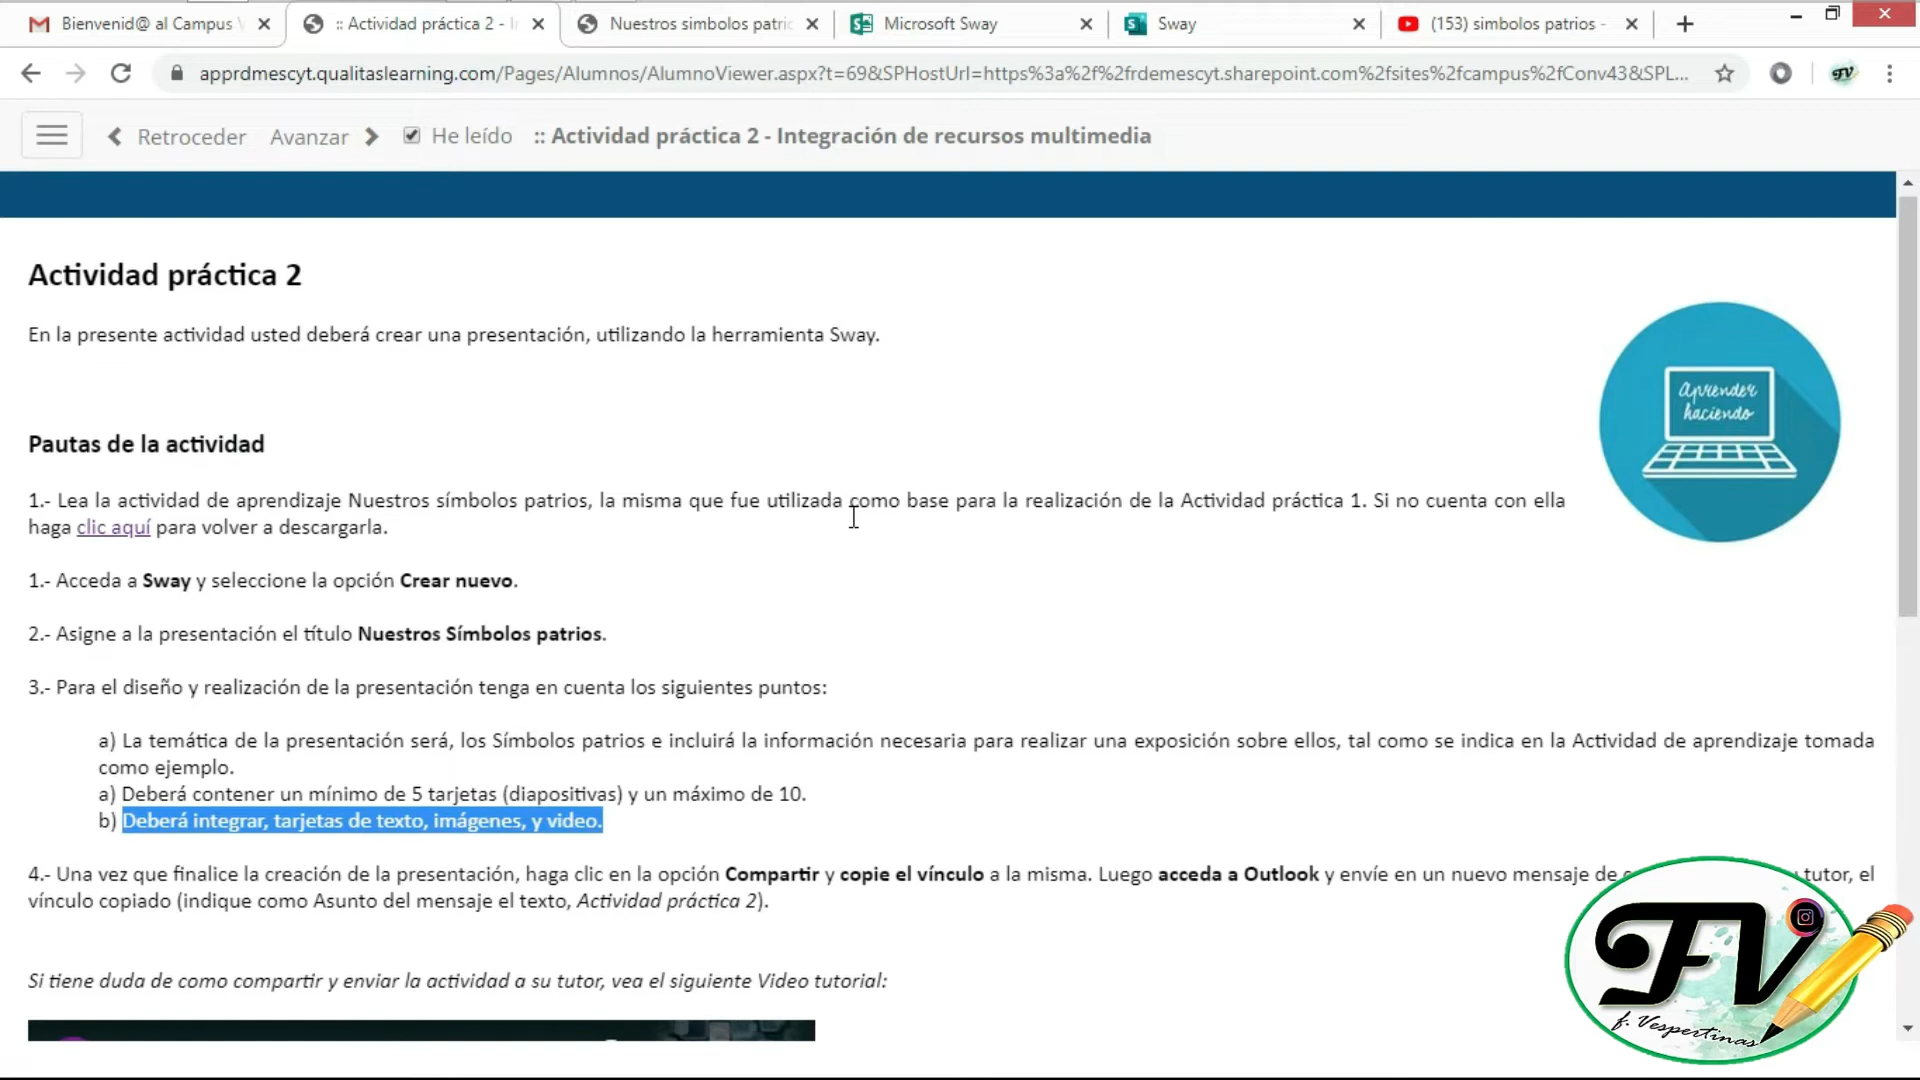 Bienvenid@ al Campus V
:: Actividad práctica 2 - I
Nuestros simbolos patric
Microsoft Sway
Sway
(153) simbolos patrios -
apprdmescyt.qualitaslearning.com/Pages/Alumnos/AlumnoViewer.aspx?t=69&SPHostUrl=https%3a%2f%2frdemescyt.sharepoint.com%2fsites%2fcampus%2fConv43&SPL...
Retroceder Avanzar He leído :: Actividad práctica 2 - Integración de recursos multimedia
Actividad práctica 2
En la presente actividad usted deberá crear una presentación, utilizando la herramienta Sway.
Aprender
haciendo
Pautas de la actividad
1.- Lea la actividad de aprendizaje Nuestros símbolos patrios, la misma que fue utilizada como base para la realización de la Actividad práctica 1. Si no cuenta con ella
haga clic aquí para volver a descargarla.
1.- Acceda a Sway y seleccione la opción Crear nuevo.
2.- Asigne a la presentación el título Nuestros Símbolos patrios.
3.- Para el diseño y realización de la presentación tenga en cuenta los siguientes puntos:
a) La temática de la presentación será, los Símbolos patrios e incluirá la información necesaria para realizar una exposición sobre ellos, tal como se indica en la Actividad de aprendizaje tomada
como ejemplo.
a) Deberá contener un mínimo de 5 tarjetas (diapositivas) y un máximo de 10.
b) Deberá integrar, tarjetas de texto, imágenes, y video.
4.- Una vez que finalice la creación de la presentación, haga clic en la opción Compartir y copie el vínculo a la misma. Luego acceda a Outlook y envíe en un nuevo mensaje de tutor, el
vínculo copiado (indique como Asunto del mensaje el texto, Actividad práctica 2).
Si tiene duda de como compartir y enviar la actividad a su tutor, vea el siguiente Video tutorial:
FV
f. Vespertinas